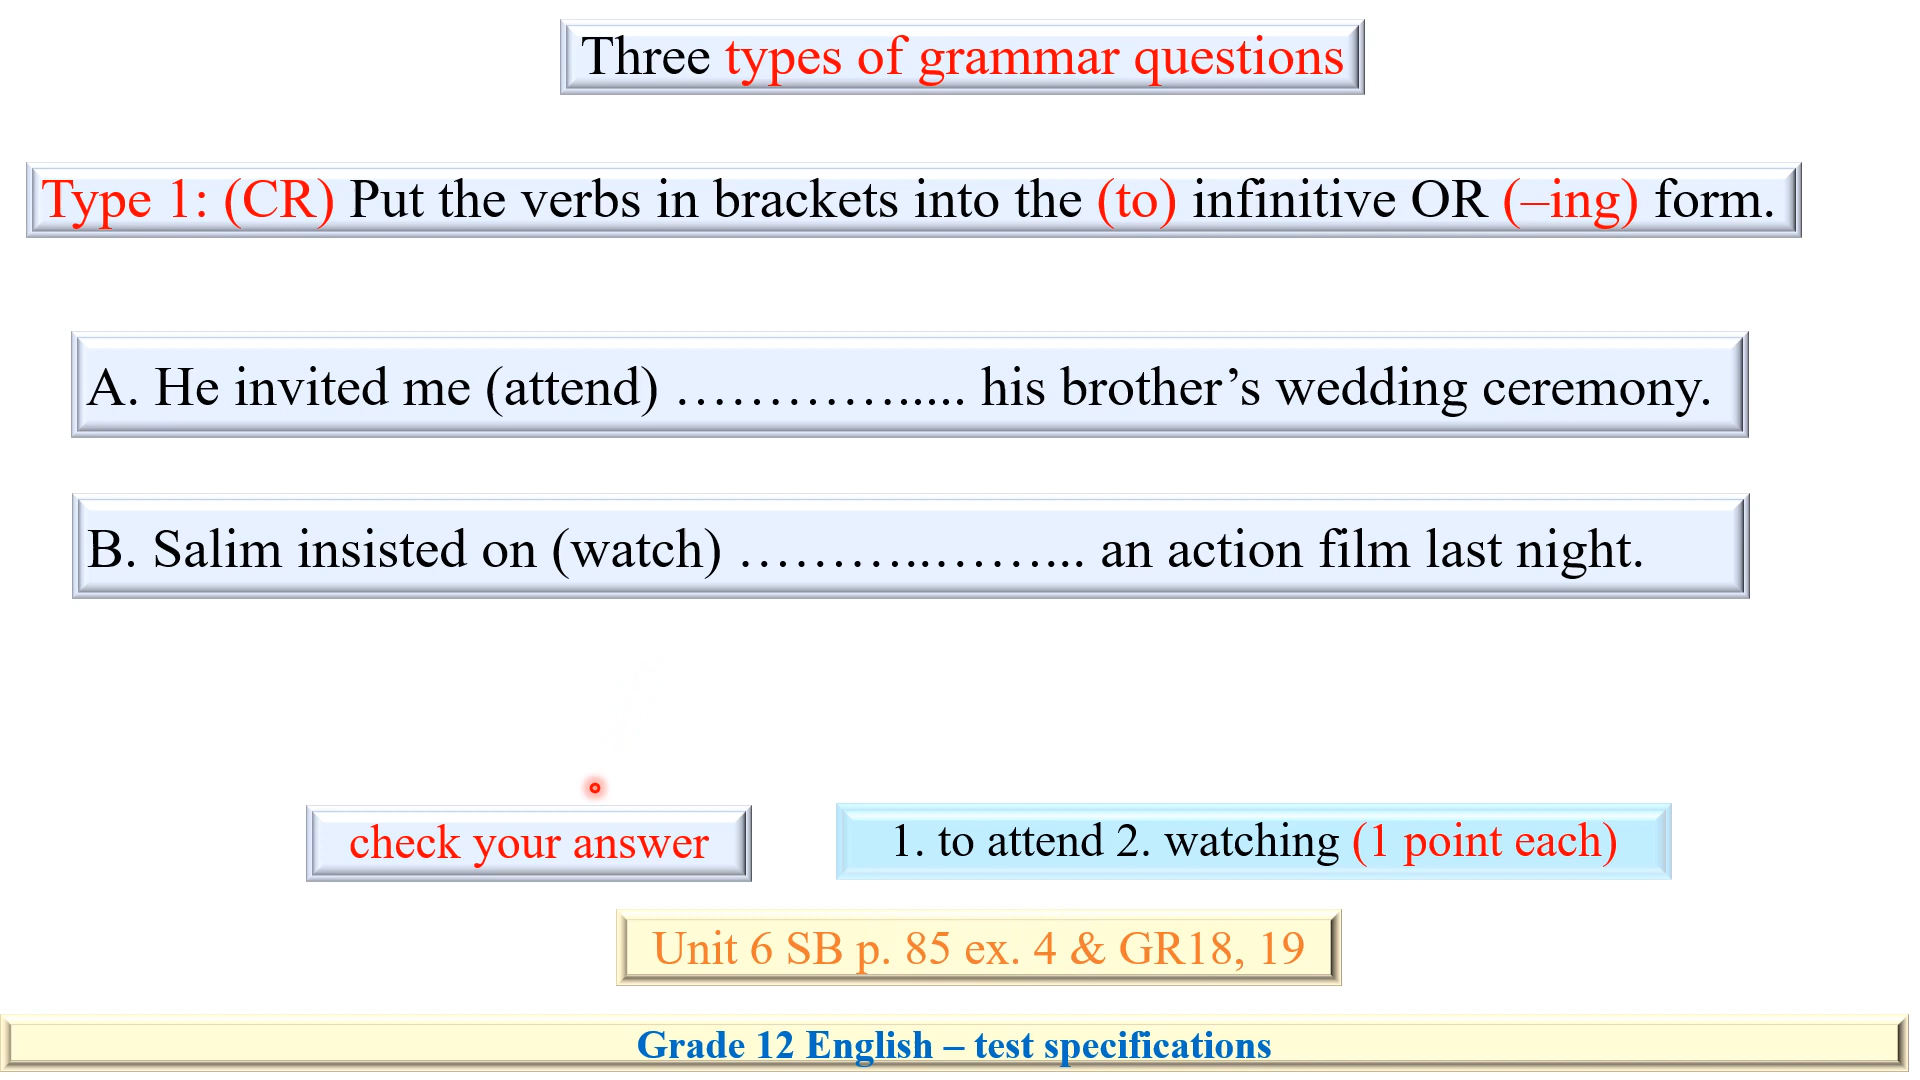 Three types of grammar questions
Type 1: (CR) Put the verbs in brackets into the (to) infinitive OR (–ing) form.
A. He invited me (attend) …………..... his brother’s wedding ceremony.
B. Salim insisted on (watch) ………..……... an action film last night.
check your answer
1. to attend 2. watching (1 point each)
Unit 6 SB p. 85 ex. 4 & GR18, 19
Grade 12 English – test specifications